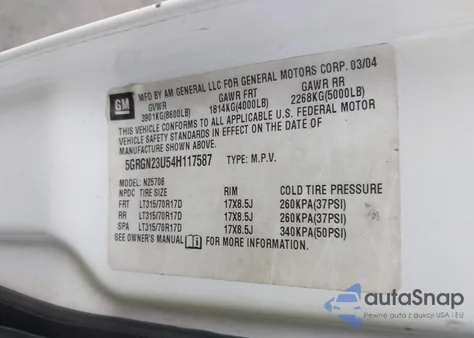 MFD BY AM GENERAL LLC FOR GENERAL MOTORS CORP. 03/04
GM
GVWR GAWR FRT GAWR RR
3901KG(8600LB) 1814KG(4000LB) 2268KG(5000LB)
THIS VEHICLE CONFORMS TO ALL APPLICABLE U.S. FEDERAL MOTOR
VEHICLE SAFETY STANDARDS IN EFFECT ON THE DATE OF
MANUFACTURE SHOWN ABOVE.
5GRGN23U54H117587 TYPE: M.P.V.
MODEL: N25706
NPDC TIRE SIZE RIM COLD TIRE PRESSURE
FRT LT315/70R17D 17X8.5J 260KPA(37PSI)
RR LT315/70R17D 17X8.5J 260KPA(37PSI)
SPA LT315/70R17D 17X8.5J 340KPA(50PSI)
SEE OWNER'S MANUAL FOR MORE INFORMATION
autoSnap
Pewne auta z aukcji USA i EU